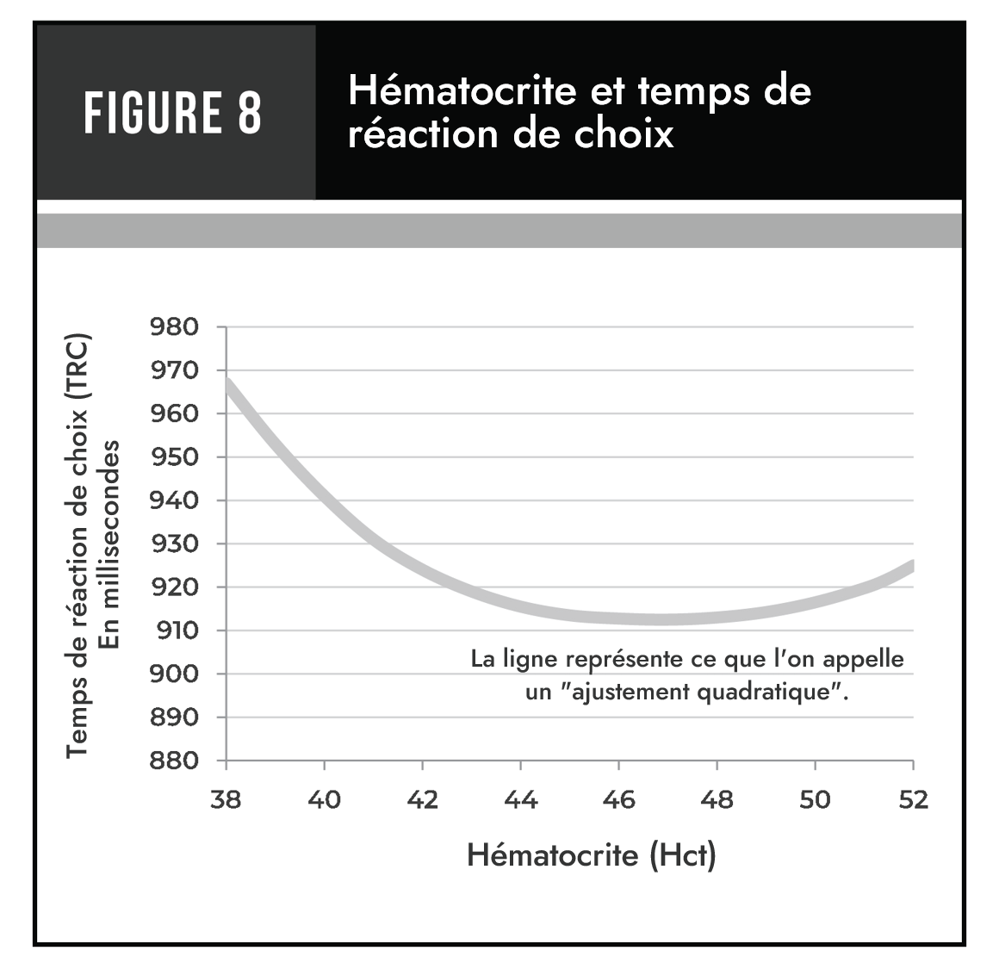 FIGURE 8
Hématocrite et temps de
réaction de choix
Temps de réaction de choix (TRC)
En millisecondes
980
970
960
950
940
930
920
910
900
890
880
La ligne représente ce que l'on appelle
un "ajustement quadratique".
38 40 42 44 46 48 50 52
Hématocrite (Hct)